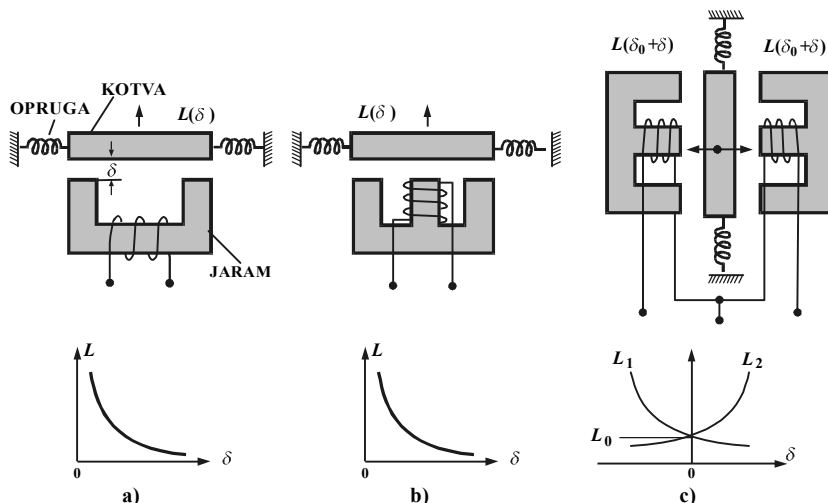 L(δ₀+δ) L(δ₀+δ)
KOTVA
OPRUGA
L(δ) L(δ)
δ
JARAM
L L
L₁ L₂
L₀
0 δ 0 δ 0 δ
a) b) c)